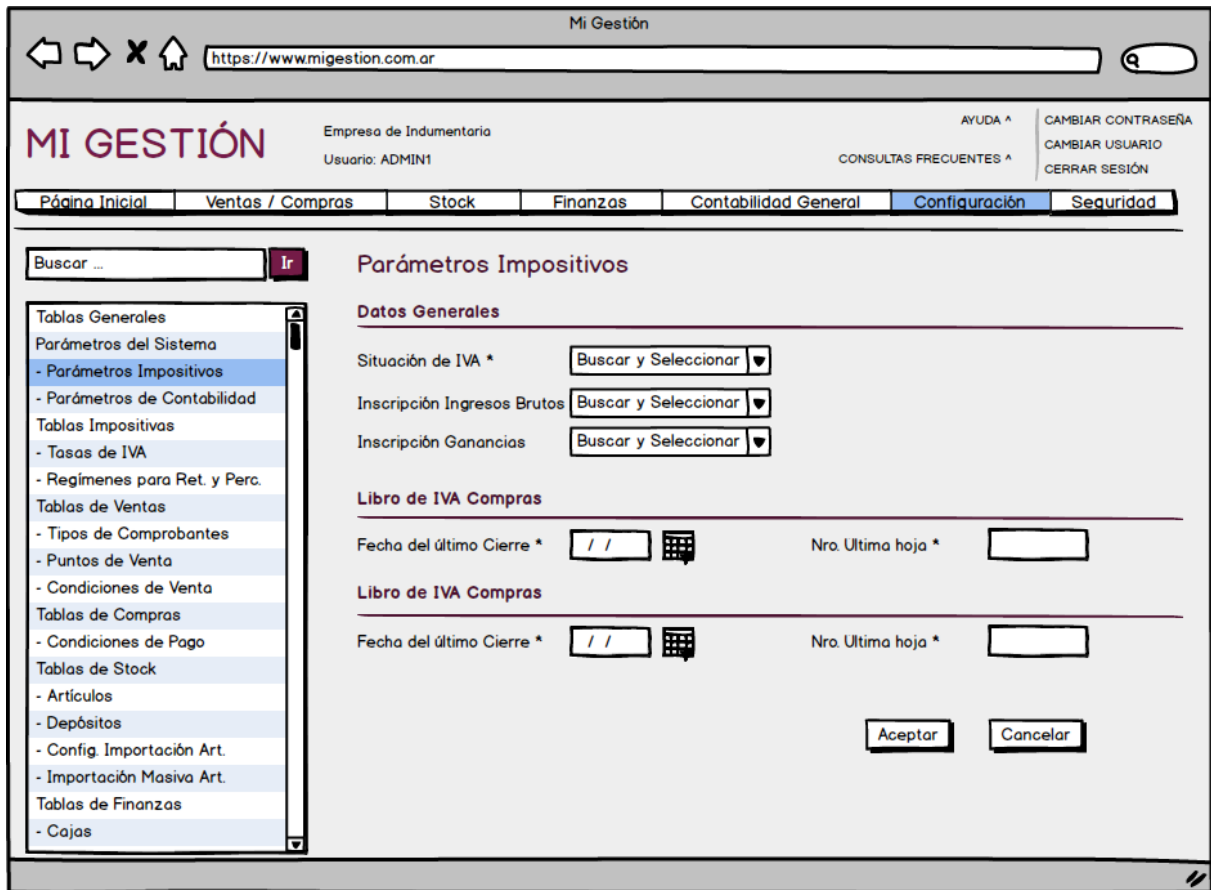 Mi Gestión
https://www.migestion.com.ar
MI GESTIÓN
Empresa de Indumentaria
Usuario: ADMIN1
AYUDA ^
CONSULTAS FRECUENTES ^
CAMBIAR CONTRASEÑA
CAMBIAR USUARIO
CERRAR SESIÓN
Página Inicial Ventas / Compras Stock Finanzas Contabilidad General Configuración Seguridad
Buscar ... Ir
Tablas Generales
Parámetros del Sistema
- Parámetros Impositivos
- Parámetros de Contabilidad
Tablas Impositivas
- Tasas de IVA
- Regímenes para Ret. y Perc.
Tablas de Ventas
- Tipos de Comprobantes
- Puntos de Venta
- Condiciones de Venta
Tablas de Compras
- Condiciones de Pago
Tablas de Stock
- Artículos
- Depósitos
- Config. Importación Art.
- Importación Masiva Art.
Tablas de Finanzas
- Cajas
Parámetros Impositivos
Datos Generales
Situación de IVA * Buscar y Seleccionar
Inscripción Ingresos Brutos Buscar y Seleccionar
Inscripción Ganancias Buscar y Seleccionar
Libro de IVA Compras
Fecha del último Cierre * / / Nro. Ultima hoja *
Libro de IVA Compras
Fecha del último Cierre * / / Nro. Ultima hoja *
Aceptar Cancelar